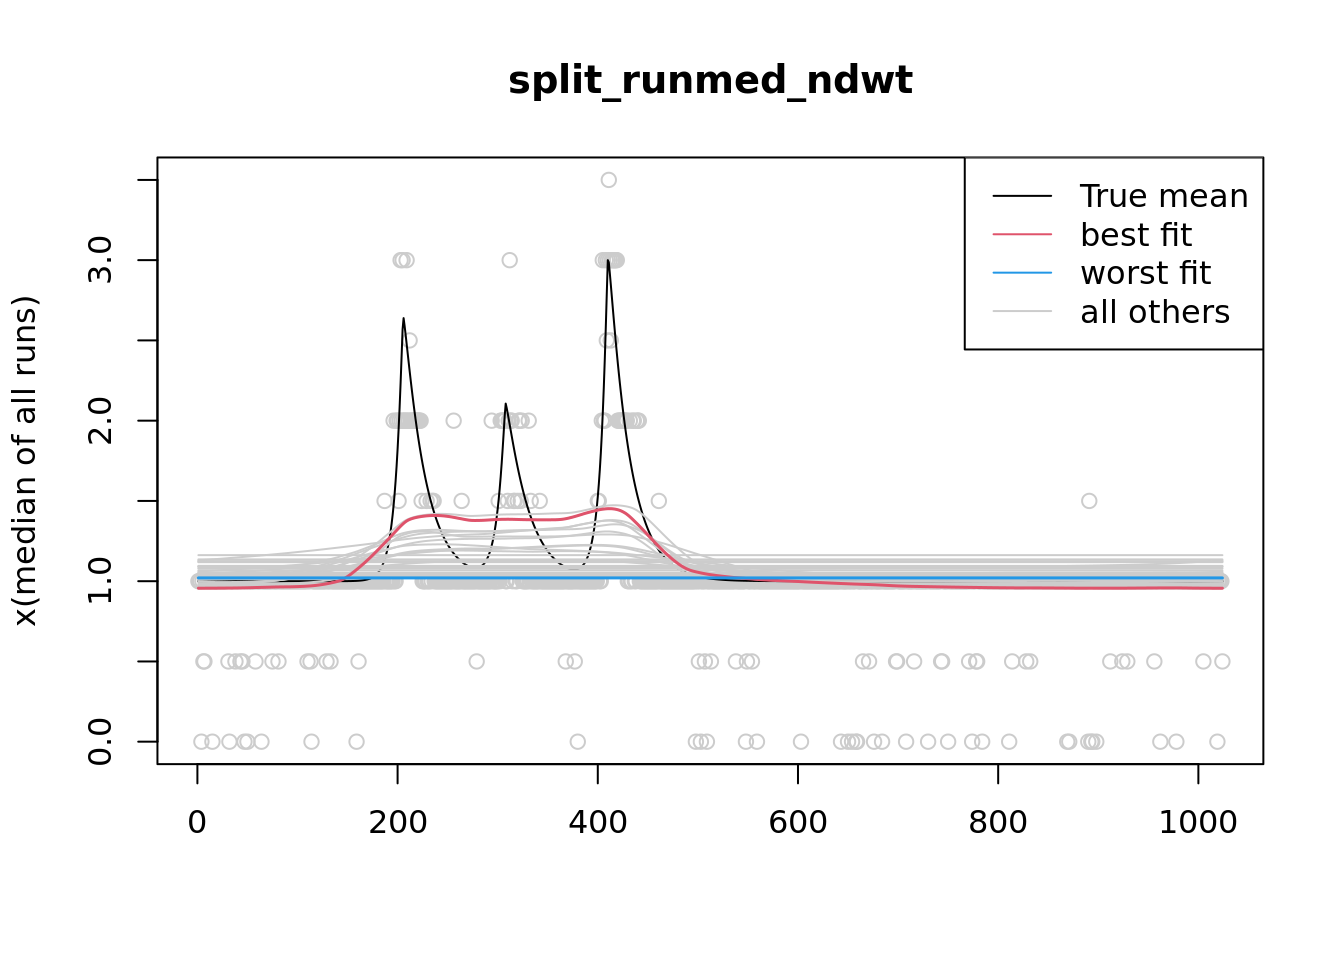 split_runmed_ndwt
True mean
best fit
worst fit
all others
x(median of all runs)
3.0
2.0
1.0
0.0
0 200 400 600 800 1000